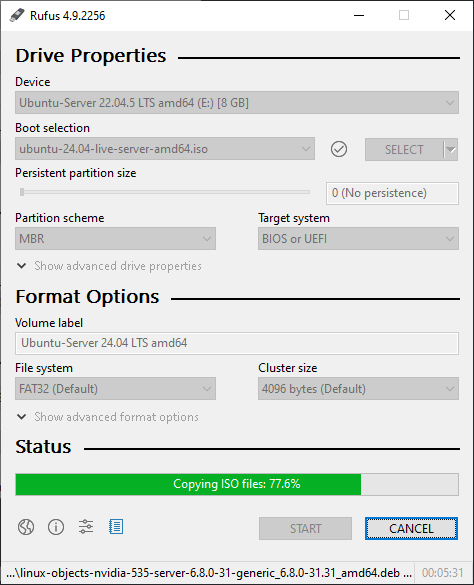 Rufus 4.9.2256
Drive Properties
Device
Ubuntu-Server 22.04.5 LTS amd64 (E:) [8 GB]
Boot selection
ubuntu-24.04-live-server-amd64.iso
SELECT
Persistent partition size
0 (No persistence)
Partition scheme
Target system
MBR
BIOS or UEFI
Show advanced drive properties
Format Options
Volume label
Ubuntu-Server 24.04 LTS amd64
File system
Cluster size
FAT32 (Default)
4096 bytes (Default)
Show advanced format options
Status
Copying ISO files: 77.6%
START
CANCEL
...\linux-objects-nvidia-535-server-6.8.0-31-generic_6.8.0-31.31_amd64.deb ...
00:05:31